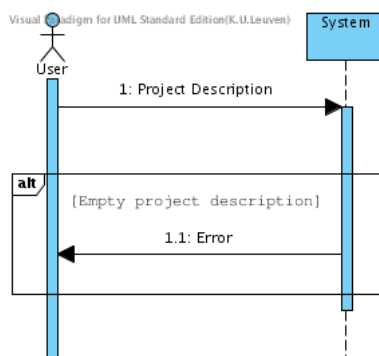 Visual Paradigm for UML Standard Edition(K.U.Leuven)
System
User
1: Project Description
alt
[Empty project description]
1.1: Error